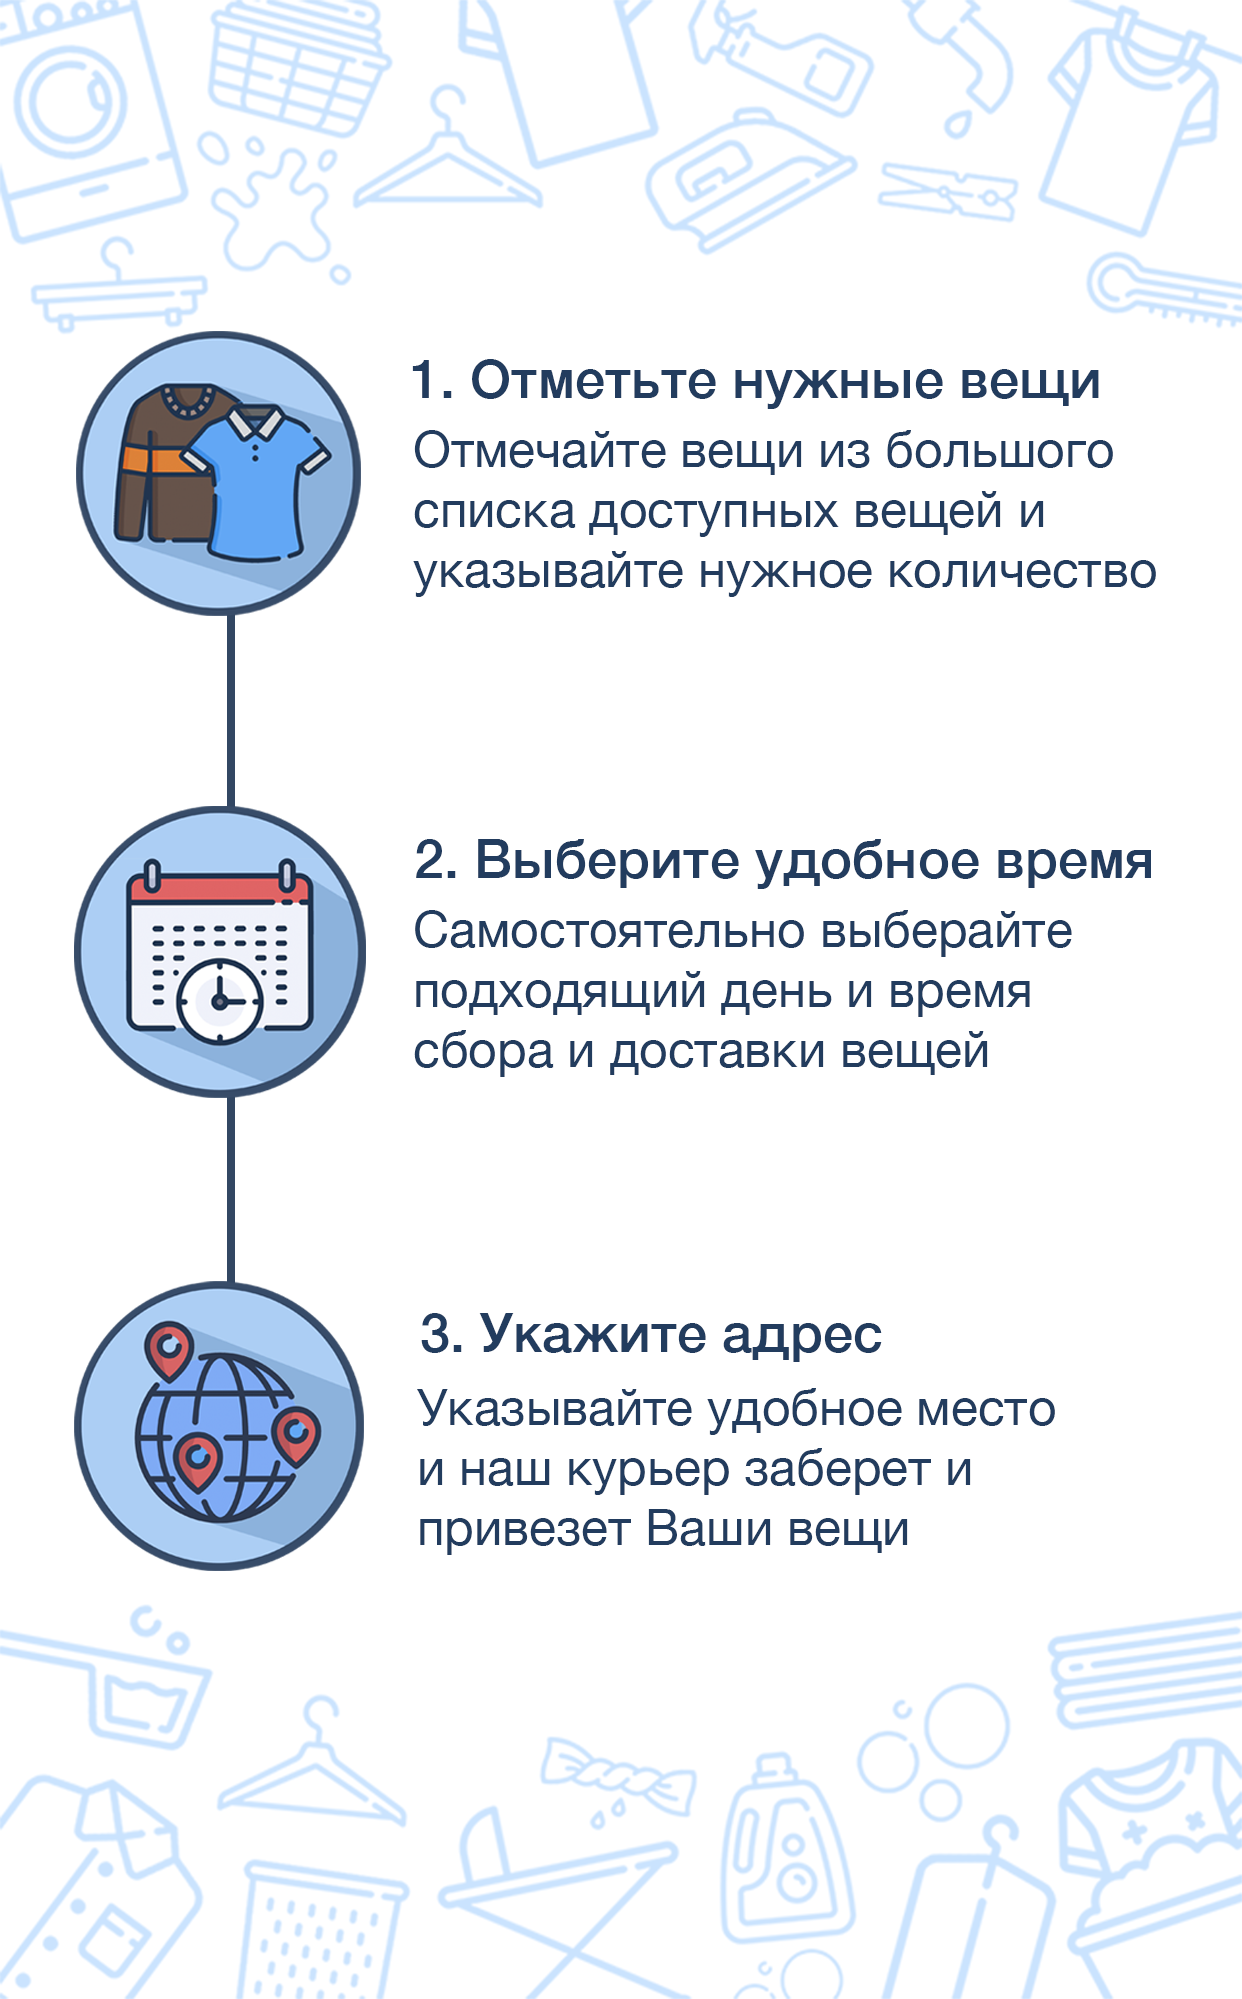 1. Отметьте нужные вещи
Отмечайте вещи из большого
списка доступных вещей и
указывайте нужное количество
2. Выберите удобное время
Самостоятельно выберайте
подходящий день и время
сбора и доставки вещей
3. Укажите адрес
Указывайте удобное место
и наш курьер заберет и
привезет Ваши вещи